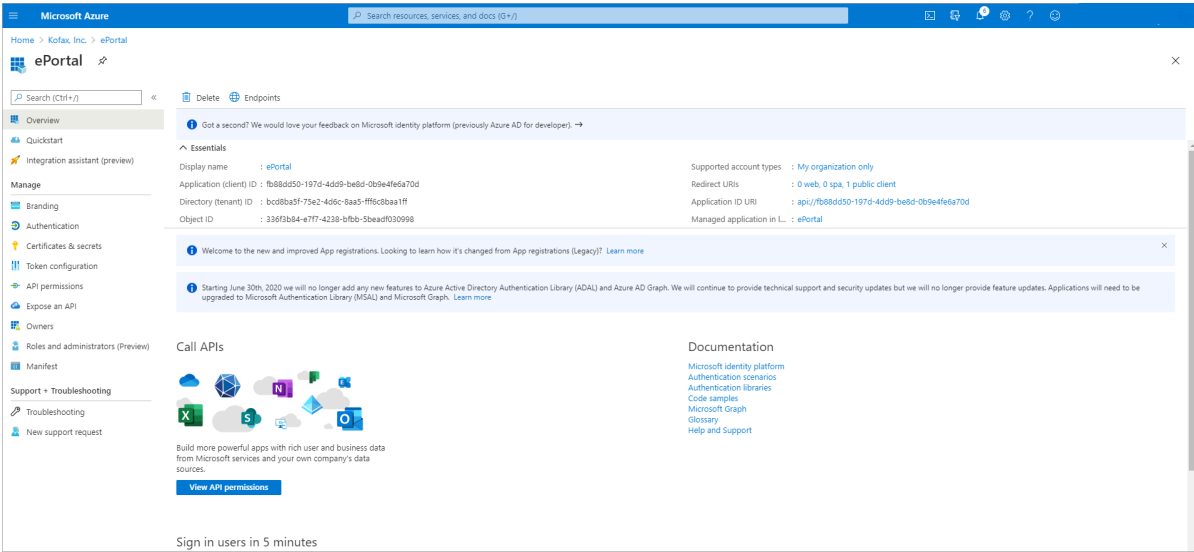 Microsoft Azure
Search resources, services, and docs (G+/)
6
Home > Kofax, Inc. > ePortal
ePortal
Search (Ctrl+/)
Overview
Quickstart
Integration assistant (preview)
Manage
Branding
Authentication
Certificates & secrets
Token configuration
API permissions
Expose an API
Owners
Roles and administrators (Preview)
Manifest
Support + Troubleshooting
Troubleshooting
New support request
Delete Endpoints
Got a second? We would love your feedback on Microsoft identity platform (previously Azure AD for developer). →
Essentials
Display name : ePortal
Application (client) ID : fb88dd50-197d-4dd9-be8d-0b9e4fe6a70d
Directory (tenant) ID : bcd8ba5f-75e2-4d6c-8aa5-fff6c8baa1ff
Object ID : 336f3b84-e7f7-4238-bfbb-5beadf030998
Supported account types : My organization only
Redirect URIs : 0 web, 0 spa, 1 public client
Application ID URI : api://fb88dd50-197d-4dd9-be8d-0b9e4fe6a70d
Managed application in l... : ePortal
Welcome to the new and improved App registrations. Looking to learn how it's changed from App registrations (Legacy)? Learn more
Starting June 30th, 2020 we will no longer add any new features to Azure Active Directory Authentication Library (ADAL) and Azure AD Graph. We will continue to provide technical support and security updates but we will no longer provide feature updates. Applications will need to be
upgraded to Microsoft Authentication Library (MSAL) and Microsoft Graph. Learn more
Call APIs
Build more powerful apps with rich user and business data
from Microsoft services and your own company's data
sources.
View API permissions
Documentation
Microsoft identity platform
Authentication scenarios
Authentication libraries
Code samples
Microsoft Graph
Glossary
Help and Support
Sign in users in 5 minutes